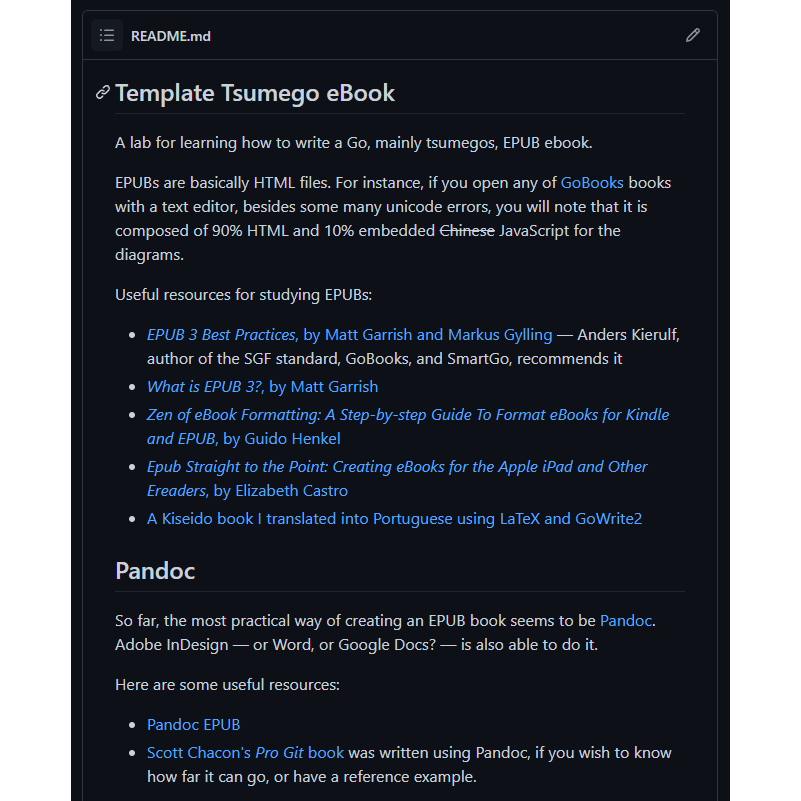 README.md
Template Tsumego eBook
A lab for learning how to write a Go, mainly tsumegos, EPUB ebook.
EPUBs are basically HTML files. For instance, if you open any of GoBooks books
with a text editor, besides some many unicode errors, you will note that it is
composed of 90% HTML and 10% embedded Chinese JavaScript for the
diagrams.
Useful resources for studying EPUBs:
EPUB 3 Best Practices, by Matt Garrish and Markus Gylling — Anders Kierulf,
author of the SGF standard, GoBooks, and SmartGo, recommends it
What is EPUB 3?, by Matt Garrish
Zen of eBook Formatting: A Step-by-step Guide To Format eBooks for Kindle
and EPUB, by Guido Henkel
Epub Straight to the Point: Creating eBooks for the Apple iPad and Other
Ereaders, by Elizabeth Castro
A Kiseido book I translated into Portuguese using LaTeX and GoWrite2
Pandoc
So far, the most practical way of creating an EPUB book seems to be Pandoc.
Adobe InDesign — or Word, or Google Docs? — is also able to do it.
Here are some useful resources:
Pandoc EPUB
Scott Chacon's Pro Git book was written using Pandoc, if you wish to know
how far it can go, or have a reference example.